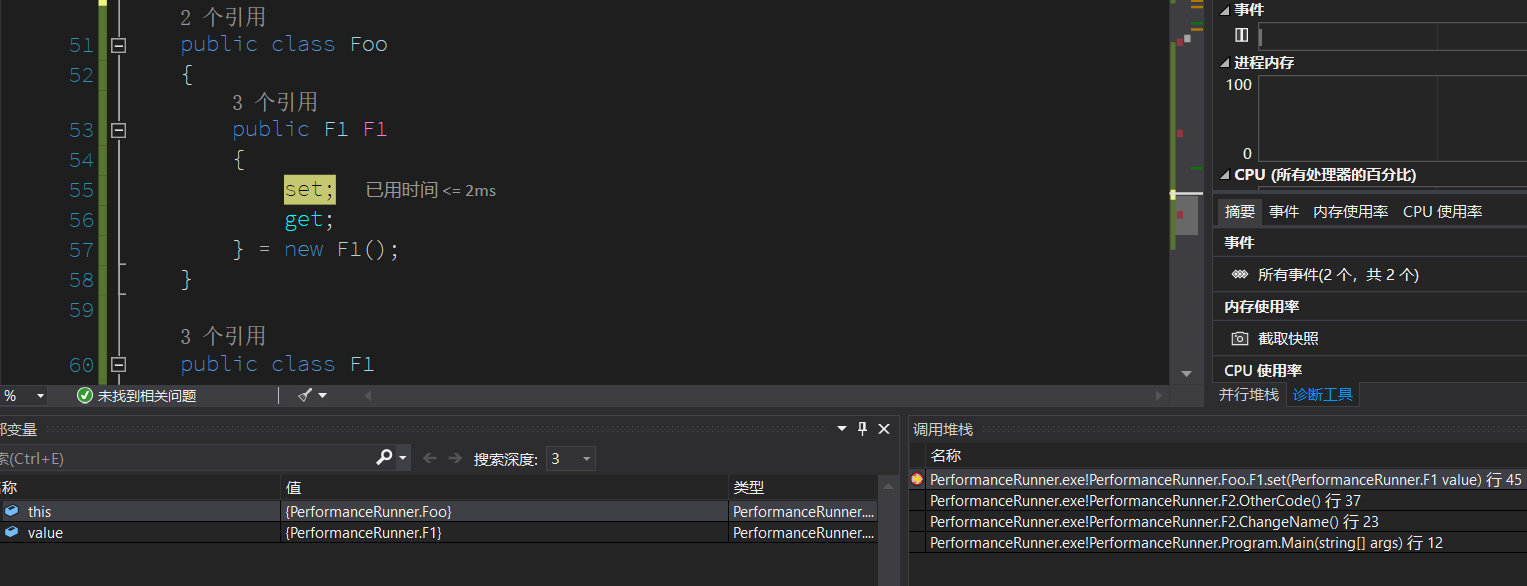 2 个引用
51 public class Foo
52 {
3 个引用
53 public F1 F1
54 {
55 set; 已用时间 <= 2ms
56 get;
57 } = new F1();
58 }
59
3 个引用
60 public class F1
% 未找到相关问题
事件
进程内存
100
0
CPU (所有处理器的百分比)
摘要 事件 内存使用率 CPU 使用率
事件
所有事件(2 个，共 2 个)
内存使用率
截取快照
CPU 使用率
并行堆栈 诊断工具
部变量
索(Ctrl+E) 搜索深度: 3
称 值 类型
this {PerformanceRunner.Foo} PerformanceRunner....
value {PerformanceRunner.F1} PerformanceRunner....
调用堆栈
名称
PerformanceRunner.exe!PerformanceRunner.Foo.F1.set(PerformanceRunner.F1 value) 行 45
PerformanceRunner.exe!PerformanceRunner.F2.OtherCode() 行 37
PerformanceRunner.exe!PerformanceRunner.F2.ChangeName() 行 23
PerformanceRunner.exe!PerformanceRunner.Program.Main(string[] args) 行 12